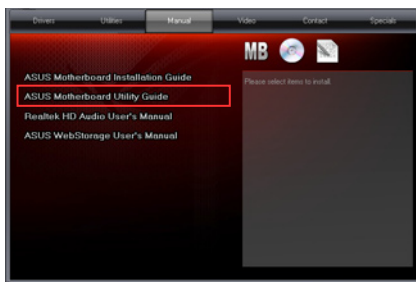 Drivers Utilities Manual Video Contact Specials
MB
ASUS Motherboard Installation Guide
Please select items to install.
ASUS Motherboard Utility Guide
Realtek HD Audio User's Manual
ASUS WebStorage User's Manual